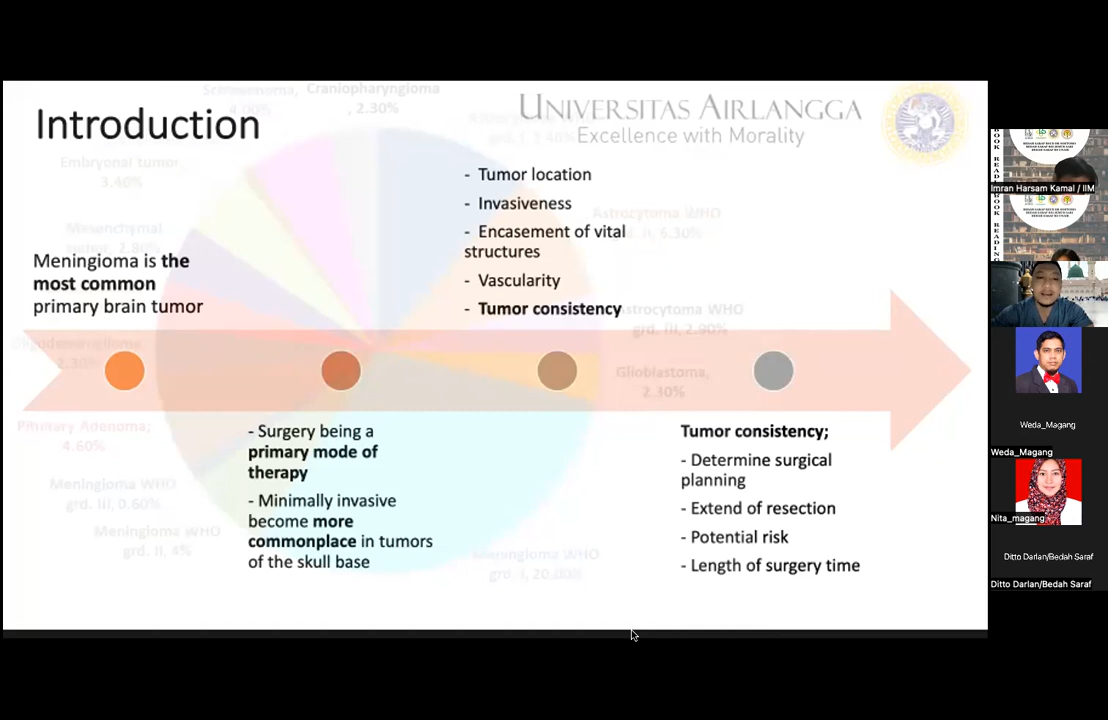 Introduction
UNIVERSITAS AIRLANGGA
Excellence with Morality
Craniopharyngioma
, 2.30%
Schwannoma,
4.00%
Embryonal tumor,
3.40%
Mesenchymal
tumor, 2.80%
Meningioma is the
most common
primary brain tumor
- Tumor location
- Invasiveness
- Encasement of vital
structures
- Vascularity
- Tumor consistency
Astrocytoma WHO
grd. II, 6.30%
Astrocytoma WHO
grd. III, 2.90%
Glioblastoma,
2.30%
Oligodendroglioma,
2.30%
Pituitary Adenoma;
4.60%
Meningioma WHO
grd. III, 0.60%
Meningioma WHO
grd. II, 4%
Meningioma WHO
grd. I, 20.00%
- Surgery being a
primary mode of
therapy
- Minimally invasive
become more
commonplace in tumors
of the skull base
Tumor consistency;
- Determine surgical
planning
- Extend of resection
- Potential risk
- Length of surgery time
BOOK READ
Imran Harsam Kamal / IIM
BOOK READING
Weda_Magang
Weda_Magang
Nita_magang
Ditto Darlan/Bedah Saraf
Ditto Darlan/Bedah Saraf